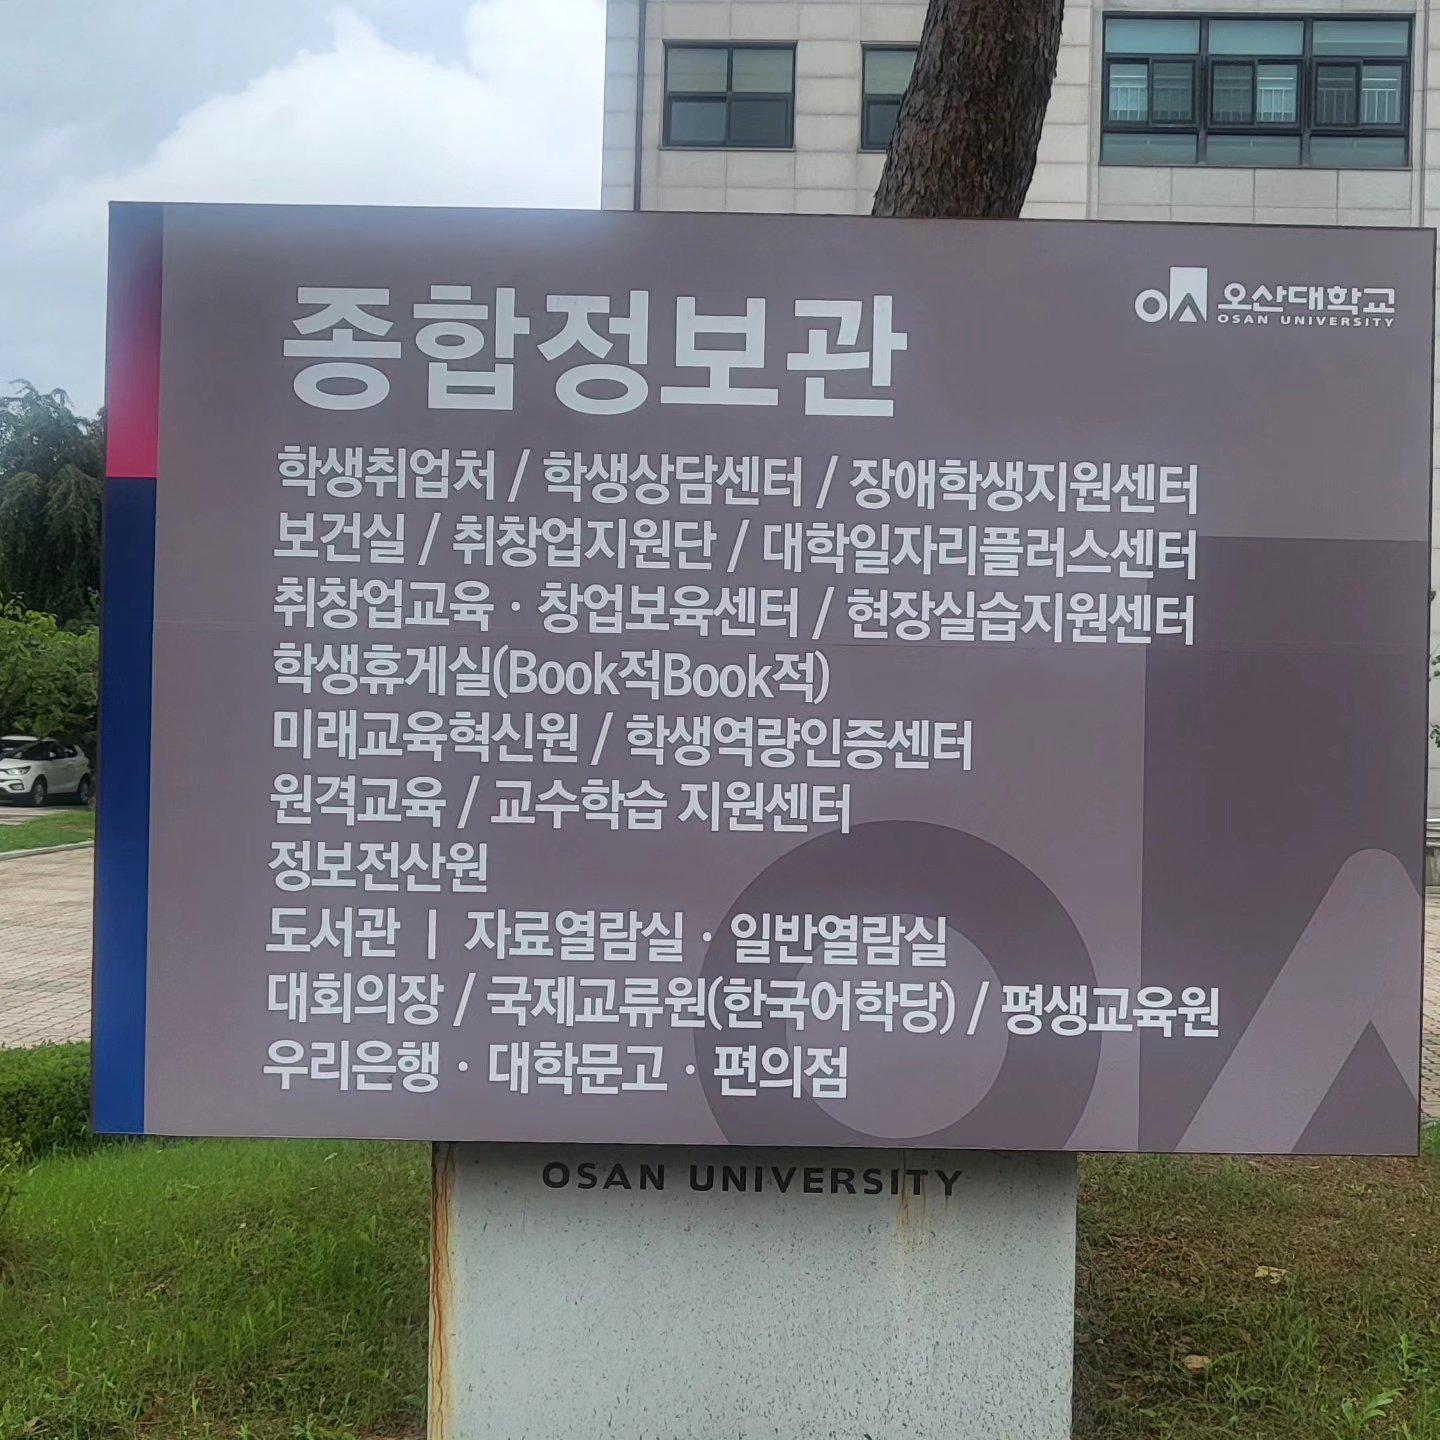 종합정보관
오산대학교
OSAN UNIVERSITY
학생취업처 / 학생상담센터 / 장애학생지원센터
보건실 / 취창업지원단 / 대학일자리플러스센터
취창업교육 · 창업보육센터 / 현장실습지원센터
학생휴게실(Book적Book적)
미래교육혁신원 / 학생역량인증센터
원격교육 / 교수학습 지원센터
정보전산원
도서관 | 자료열람실 · 일반열람실
대회의장 / 국제교류원(한국어학당) / 평생교육원
우리은행 · 대학문고 · 편의점
OSAN UNIVERSITY